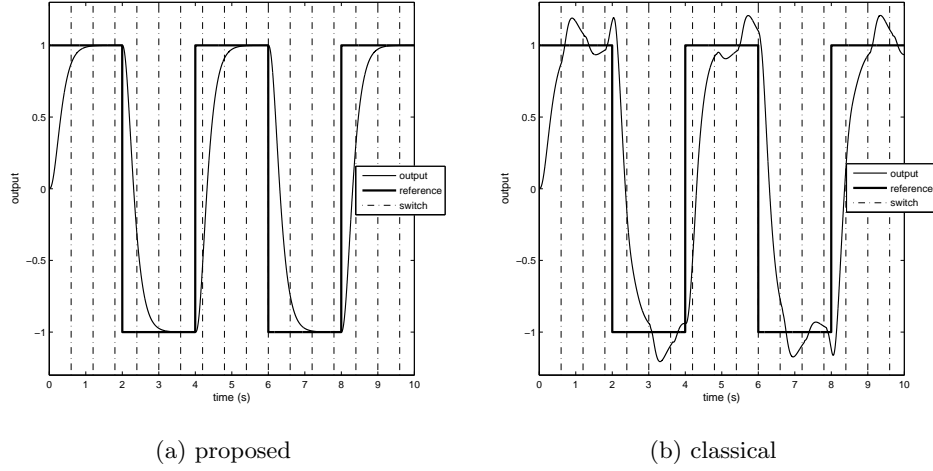 1
0.5
0
−0.5
−1
output
0 1 2 3 4 5 6 7 8 9 10
time (s)
output
reference
switch
(a) proposed
1
0.5
0
−0.5
−1
output
0 1 2 3 4 5 6 7 8 9 10
time (s)
output
reference
switch
(b) classical